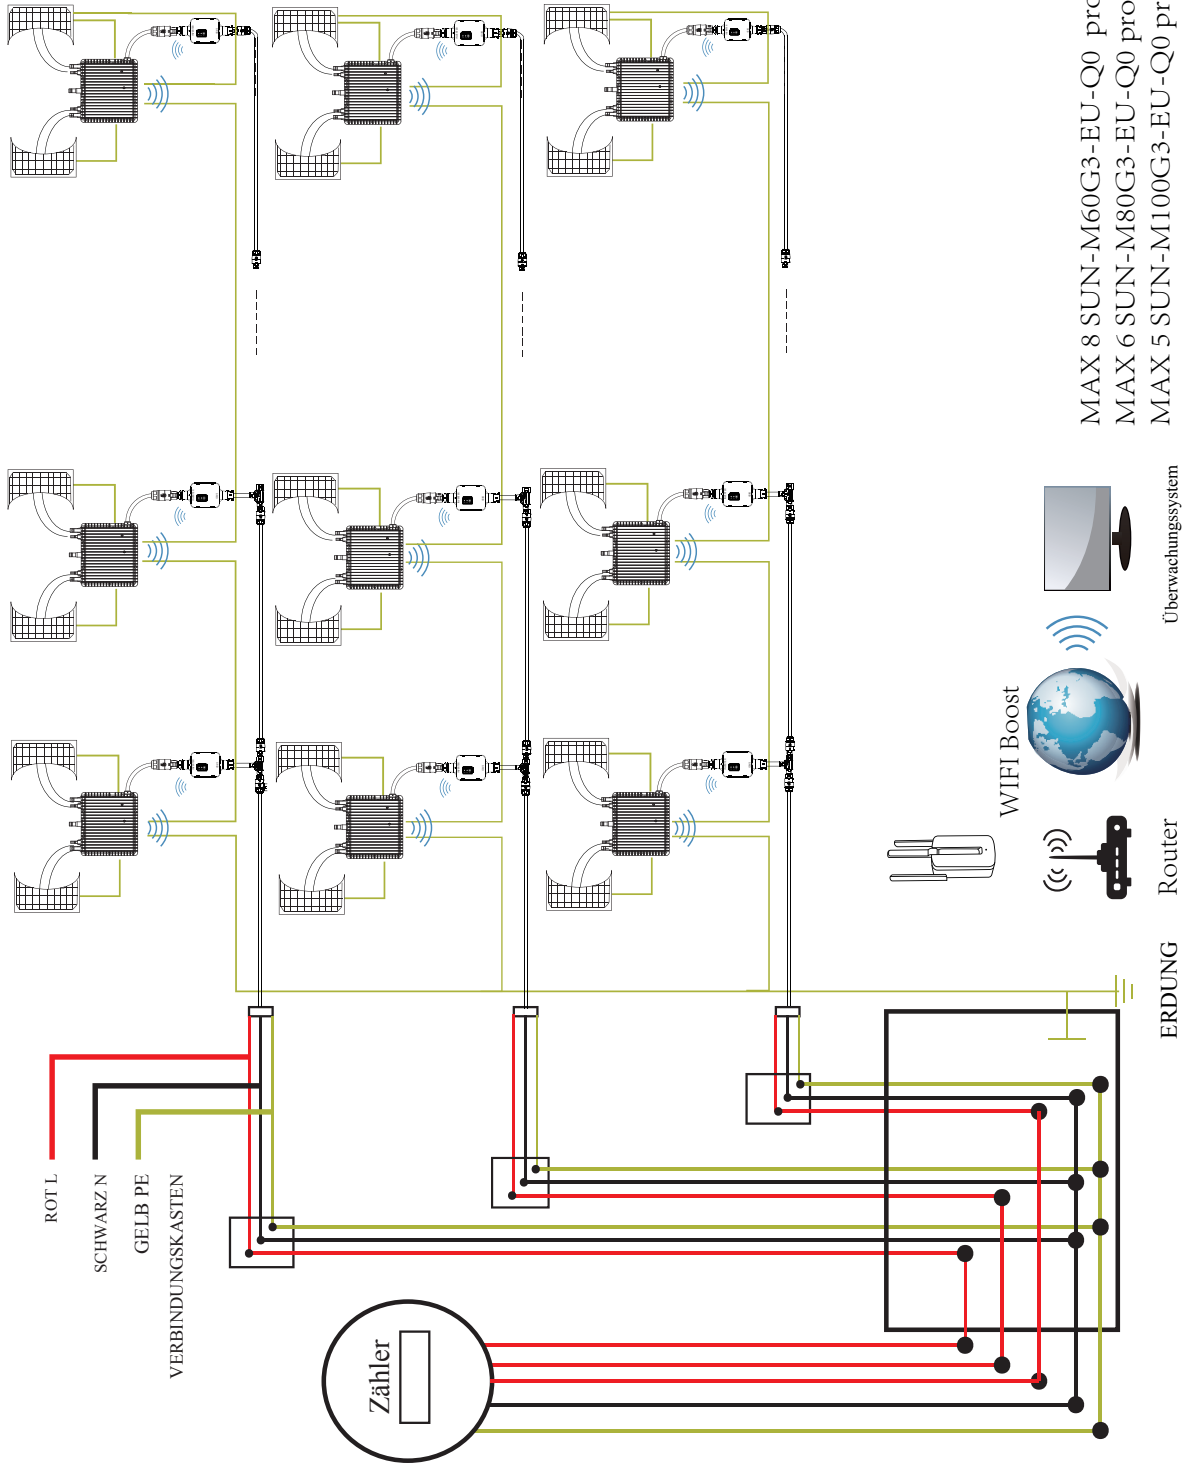 ROT L
SCHWARZ N
GELB PE
VERBINDUNGSKASTEN
Zähler
ERDUNG
Router
WIFI Boost
Überwachungssystem
MAX 8 SUN-M60G3-EU-Q0 pro
MAX 6 SUN-M80G3-EU-Q0 pro
MAX 5 SUN-M100G3-EU-Q0 pr